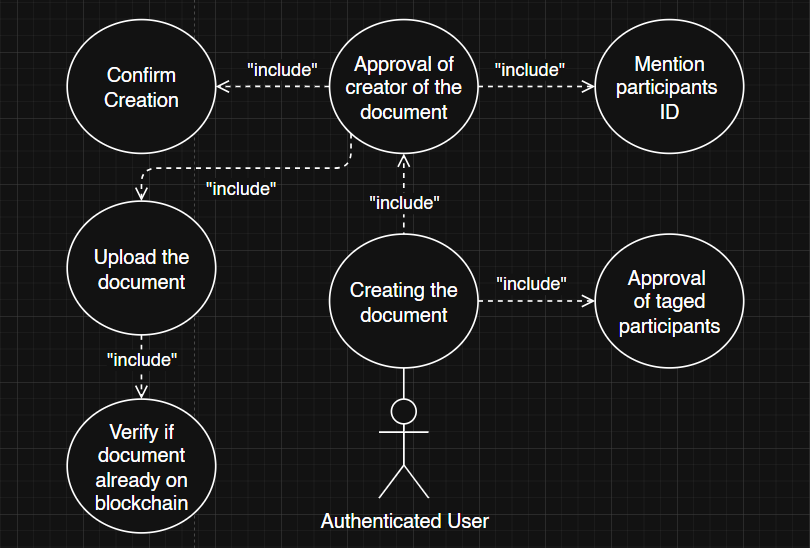 Confirm
Creation
"include"
Approval of
creator of the
document
"include"
Mention
participants
ID
"include"
"include"
Upload the
document
Creating the
document
"include"
Approval
of taged
participants
"include"
Verify if
document
already on
blockchain
Authenticated User